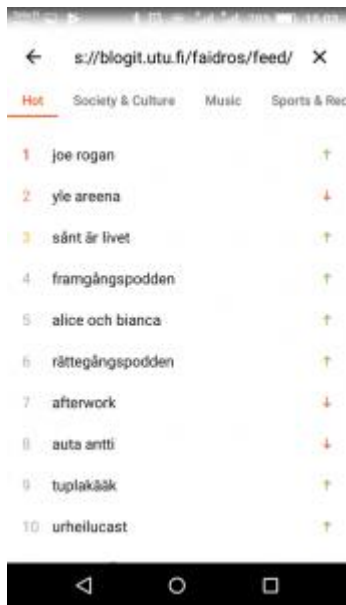 s://blogit.utu.fi/faidros/feed/
Hot Society & Culture Music Sports & Rec
1 joe rogan
2 yle areena
3 sånt är livet
4 framgångspodden
5 alice och bianca
6 rättegångspodden
7 afterwork
8 auta antti
9 tuplakääk
10 urheilucast